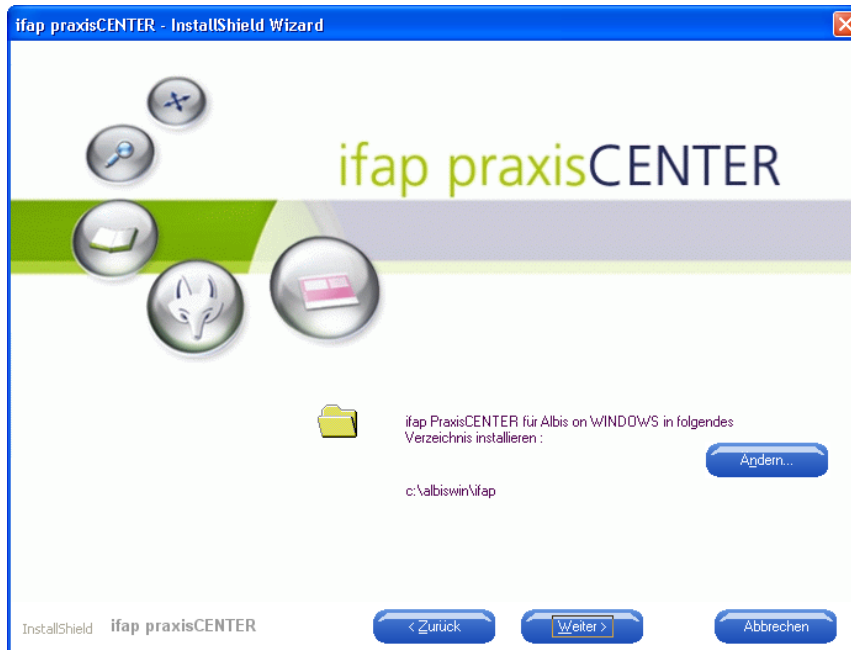 ifap praxisCENTER - InstallShield Wizard
ifap praxisCENTER
ifap PraxisCENTER für Albis on WINDOWS in folgendes
Verzeichnis installieren :
Ändern...
c:\albiswin\ifap
InstallShield ifap praxisCENTER
< Zurück
Weiter >
Abbrechen